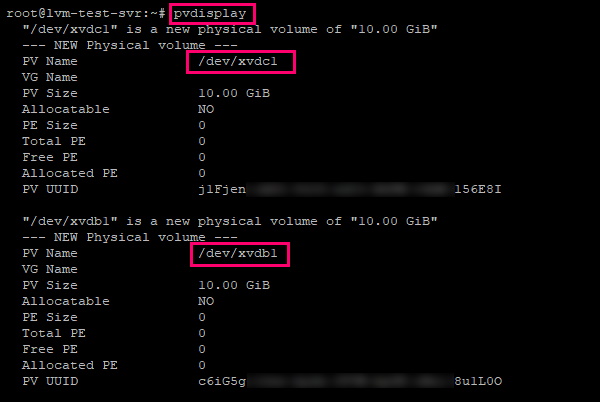 root@lvm-test-svr:~# pvdisplay
"/dev/xvdc1" is a new physical volume of "10.00 GiB"
--- NEW Physical volume ---
PV Name /dev/xvdc1
VG Name
PV Size 10.00 GiB
Allocatable NO
PE Size 0
Total PE 0
Free PE 0
Allocated PE 0
PV UUID j1Fjen 156E8I
"/dev/xvdb1" is a new physical volume of "10.00 GiB"
--- NEW Physical volume ---
PV Name /dev/xvdb1
VG Name
PV Size 10.00 GiB
Allocatable NO
PE Size 0
Total PE 0
Free PE 0
Allocated PE 0
PV UUID c6iG5g 8u1L0O